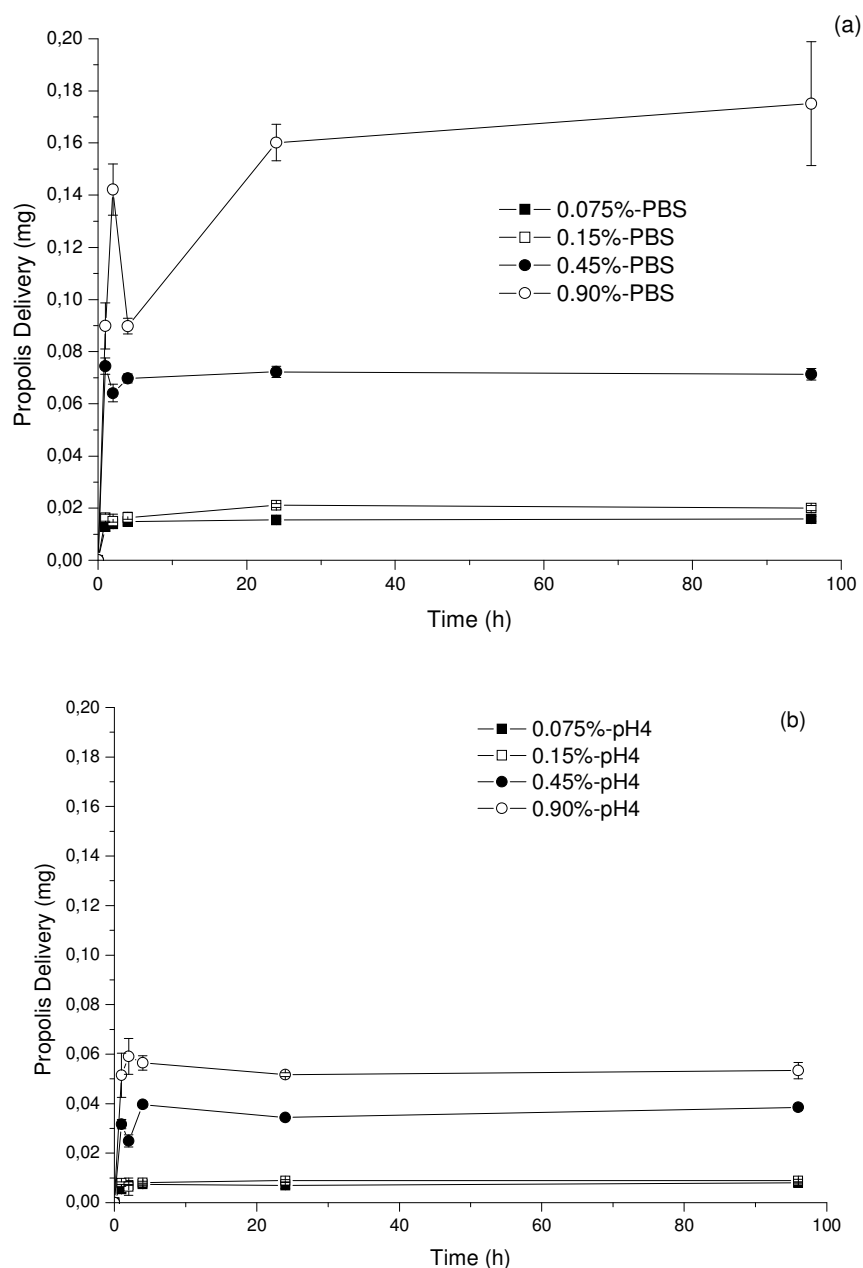 (a)
0,20
0,18
0,16
0,14
0,12
0,10
0,08
0,06
0,04
0,02
0,00
Propolis Delivery (mg)
0.075%-PBS
0.15%-PBS
0.45%-PBS
0.90%-PBS
0 20 40 60 80 100
Time (h)
(b)
0,20
0,18
0,16
0,14
0,12
0,10
0,08
0,06
0,04
0,02
0,00
Propolis Delivery (mg)
0.075%-pH4
0.15%-pH4
0.45%-pH4
0.90%-pH4
0 20 40 60 80 100
Time (h)